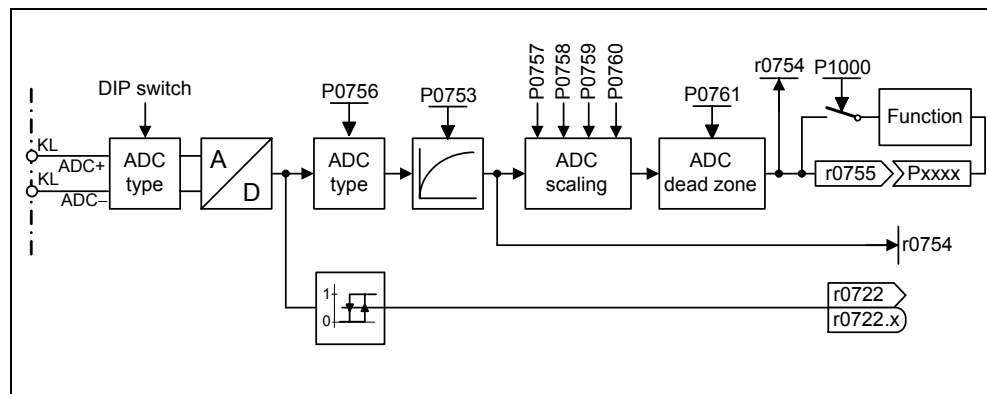 DIP switch
KL
ADC+
KL
ADC−
ADC
type
A
D
P0756
ADC
type
P0753
P0757
P0758
P0759
P0760
ADC
scaling
P0761
ADC
dead zone
r0754
P1000
Function
r0755
Pxxxx
r0754
1
0
r0722
r0722.x